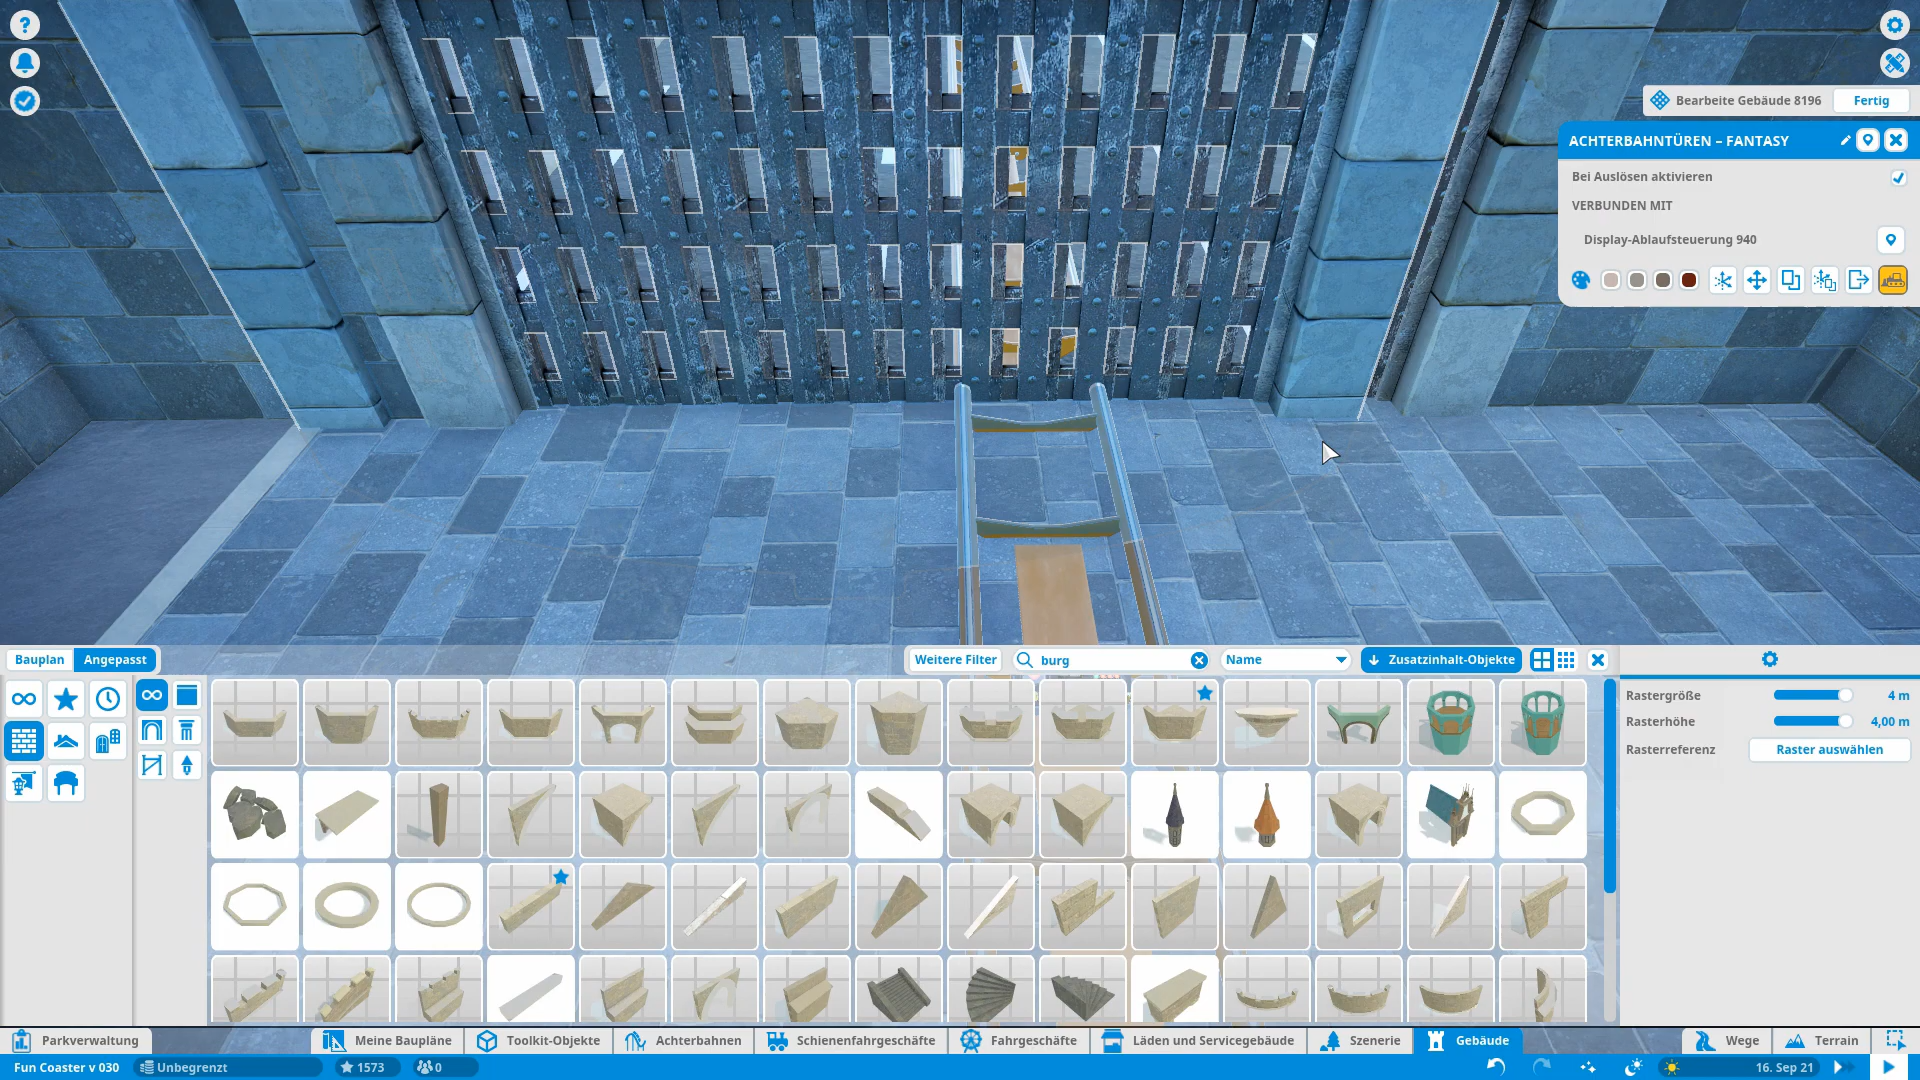 Bearbeite Gebäude 8196
Fertig
ACHTERBAHNTÜREN – FANTASY
Bei Auslösen aktivieren
VERBUNDEN MIT
Display-Ablaufsteuerung 940
Bauplan
Angepasst
Weitere Filter
burg
Name
Zusatzinhalt-Objekte
Rastergröße
4 m
Rasterhöhe
4,00 m
Rasterreferenz
Raster auswählen
Parkverwaltung
Meine Baupläne
Toolkit-Objekte
Achterbahnen
Schienenfahrgeschäfte
Fahrgeschäfte
Läden und Servicegebäude
Szenerie
Gebäude
Wege
Terrain
Fun Coaster v 030
Unbegrenzt
1573
0
16. Sep 21